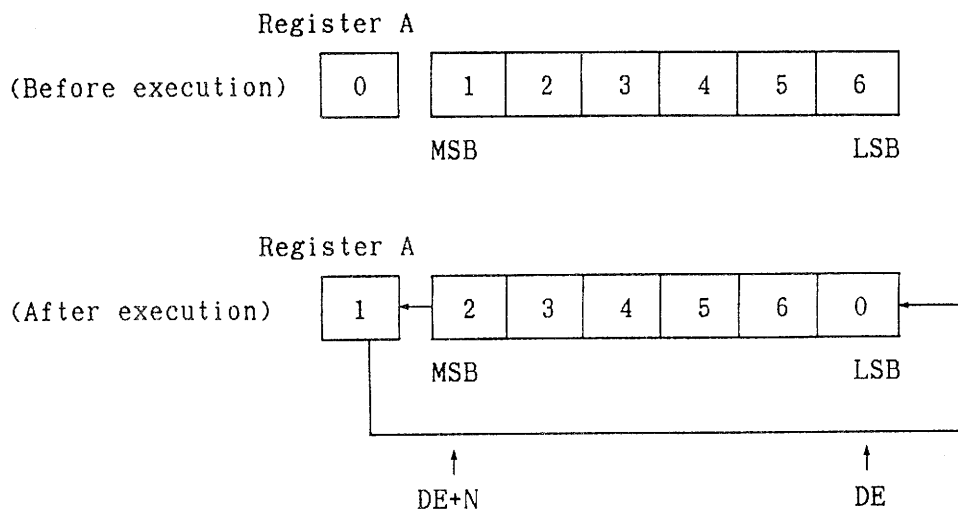 Register A
(Before execution) 0 1 2 3 4 5 6
MSB LSB
Register A
(After execution) 1 2 3 4 5 6 0
MSB LSB
DE+N DE